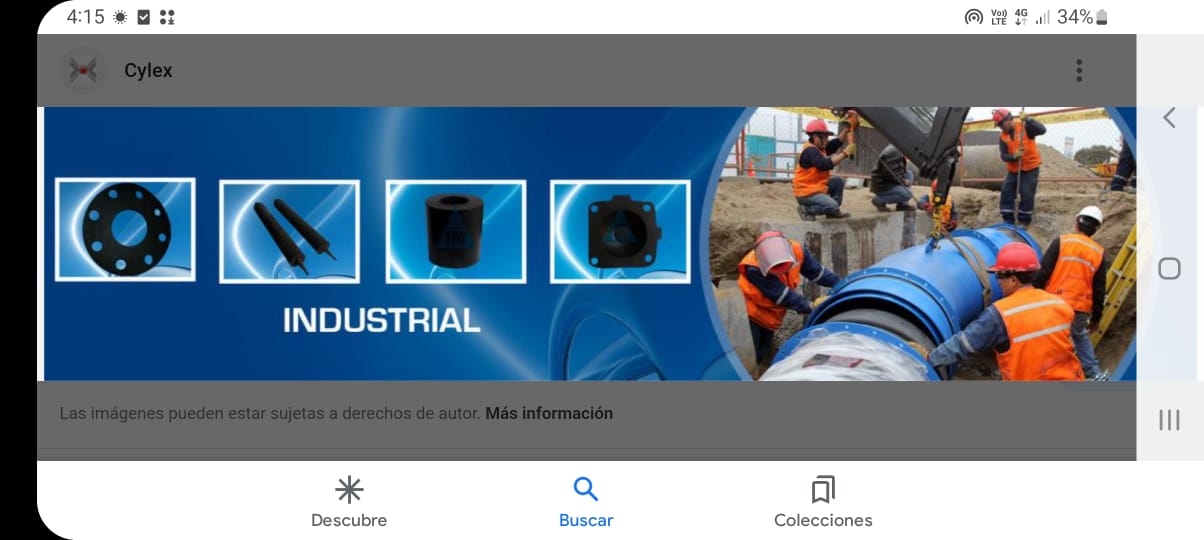 4:15
Vo)) 4G 34%
LTE
Cylex
INDUSTRIAL
Las imágenes pueden estar sujetas a derechos de autor. Más información
Descubre Buscar Colecciones